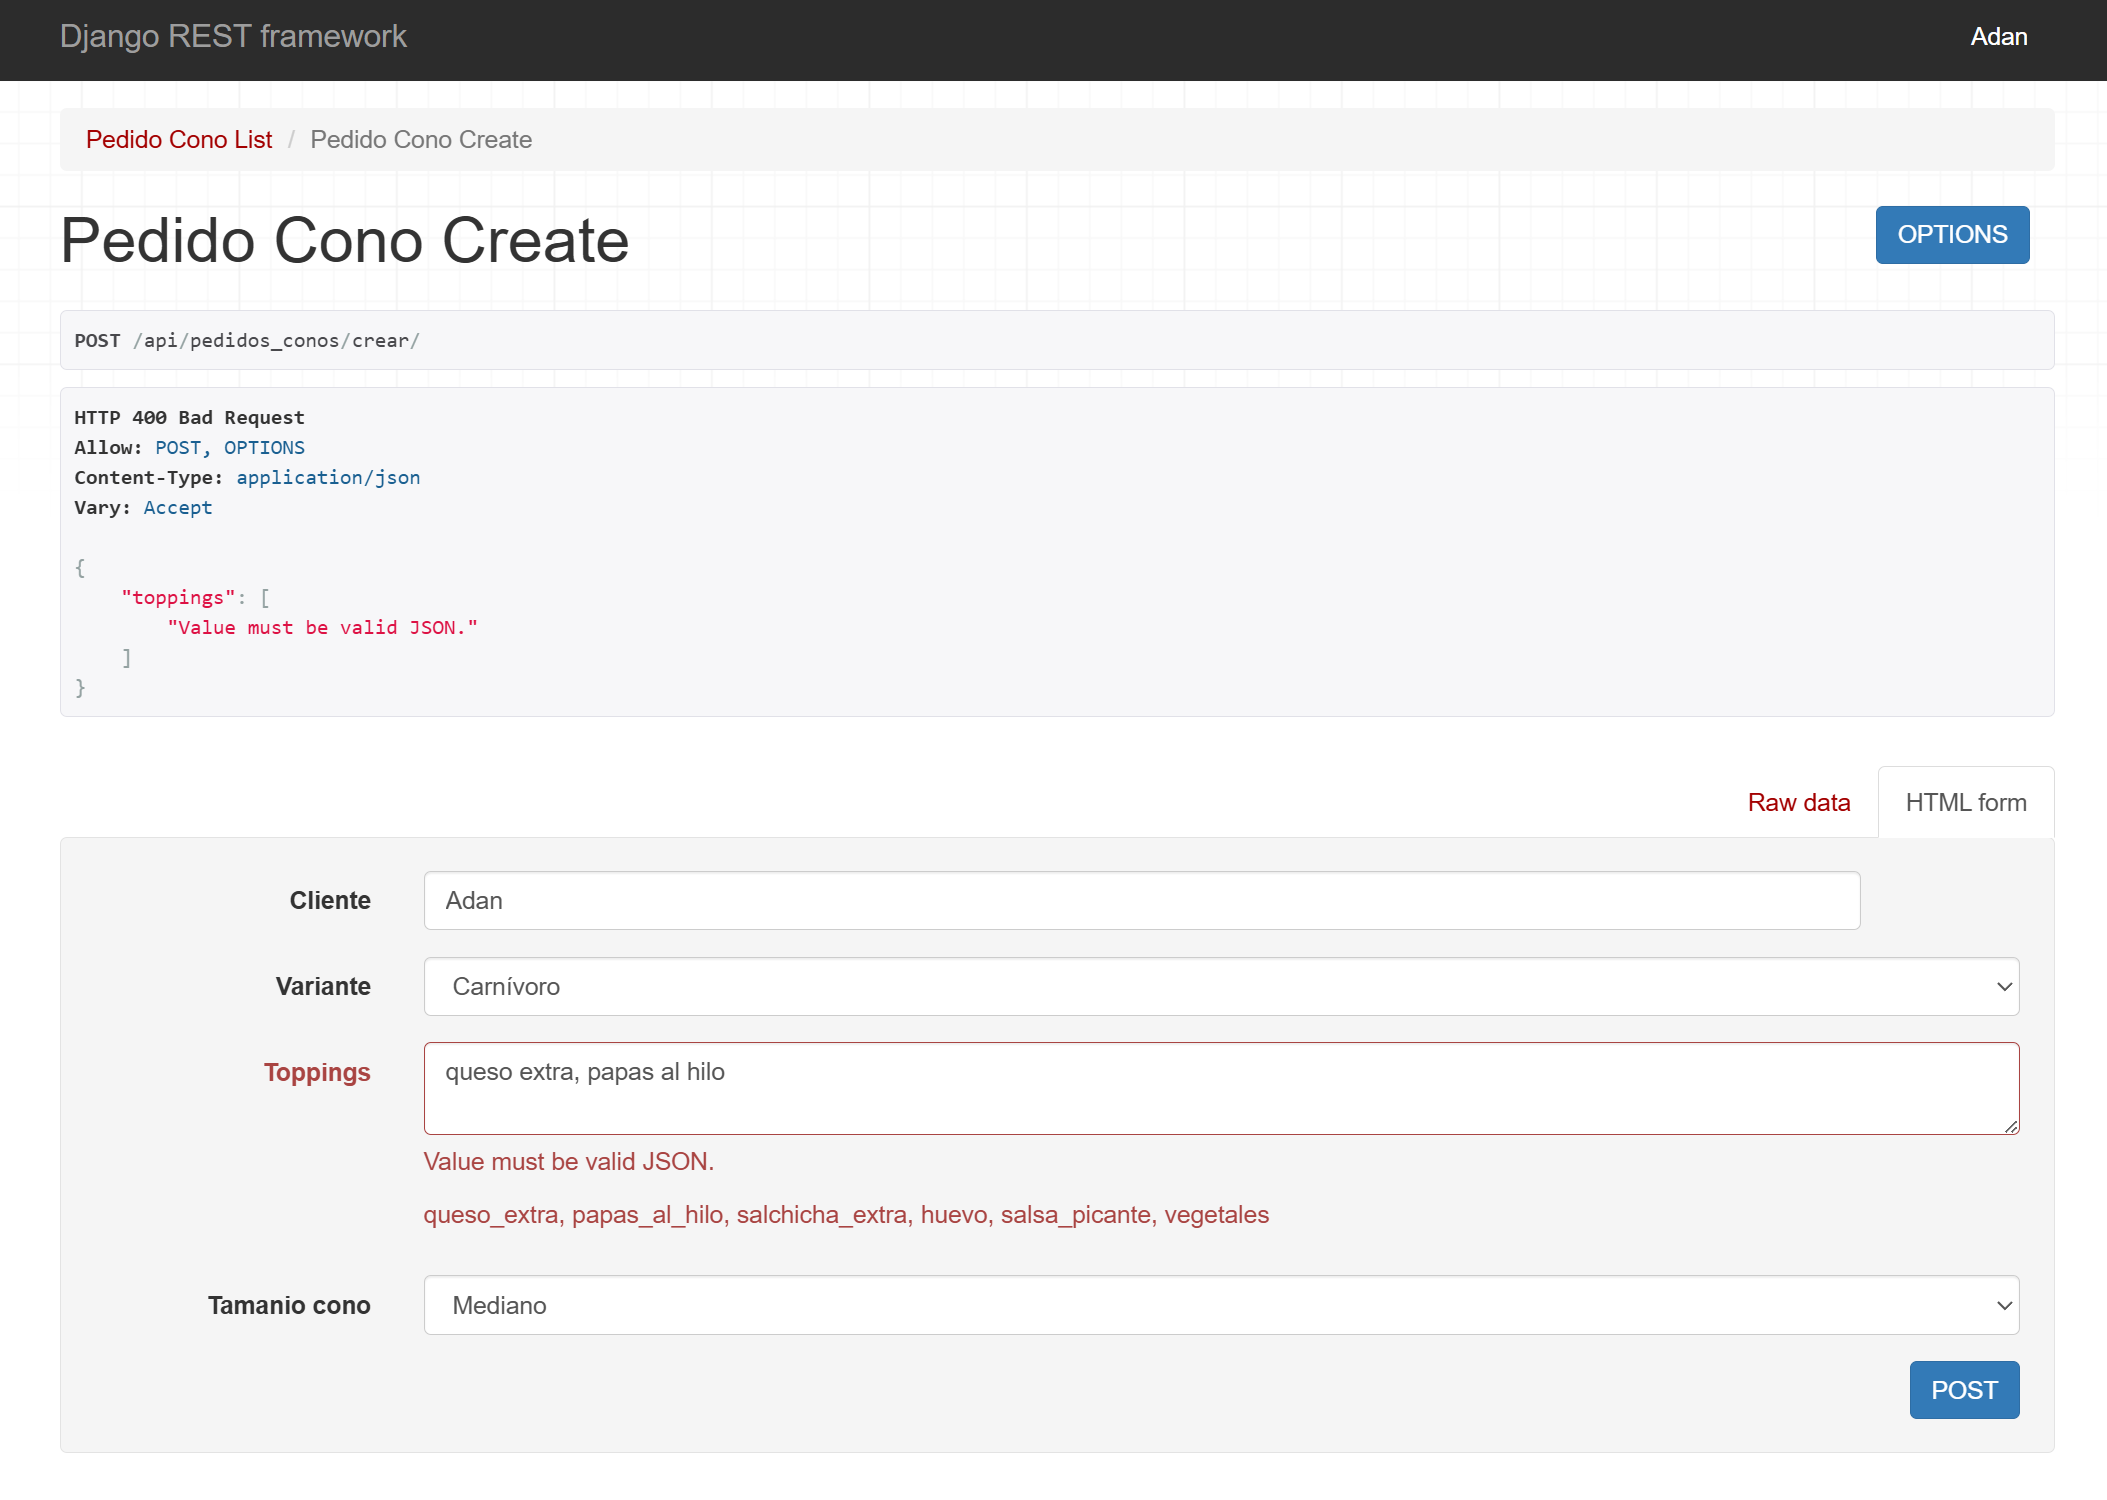 Django REST framework
Adan
Pedido Cono List / Pedido Cono Create
Pedido Cono Create
OPTIONS
POST /api/pedidos_conos/crear/
HTTP 400 Bad Request
Allow: POST, OPTIONS
Content-Type: application/json
Vary: Accept
{
    "toppings": [
        "Value must be valid JSON."
    ]
}
Raw data
HTML form
Cliente
Adan
Variante
Carnívoro
Toppings
queso extra, papas al hilo
Value must be valid JSON.
queso_extra, papas_al_hilo, salchicha_extra, huevo, salsa_picante, vegetales
Tamanio cono
Mediano
POST